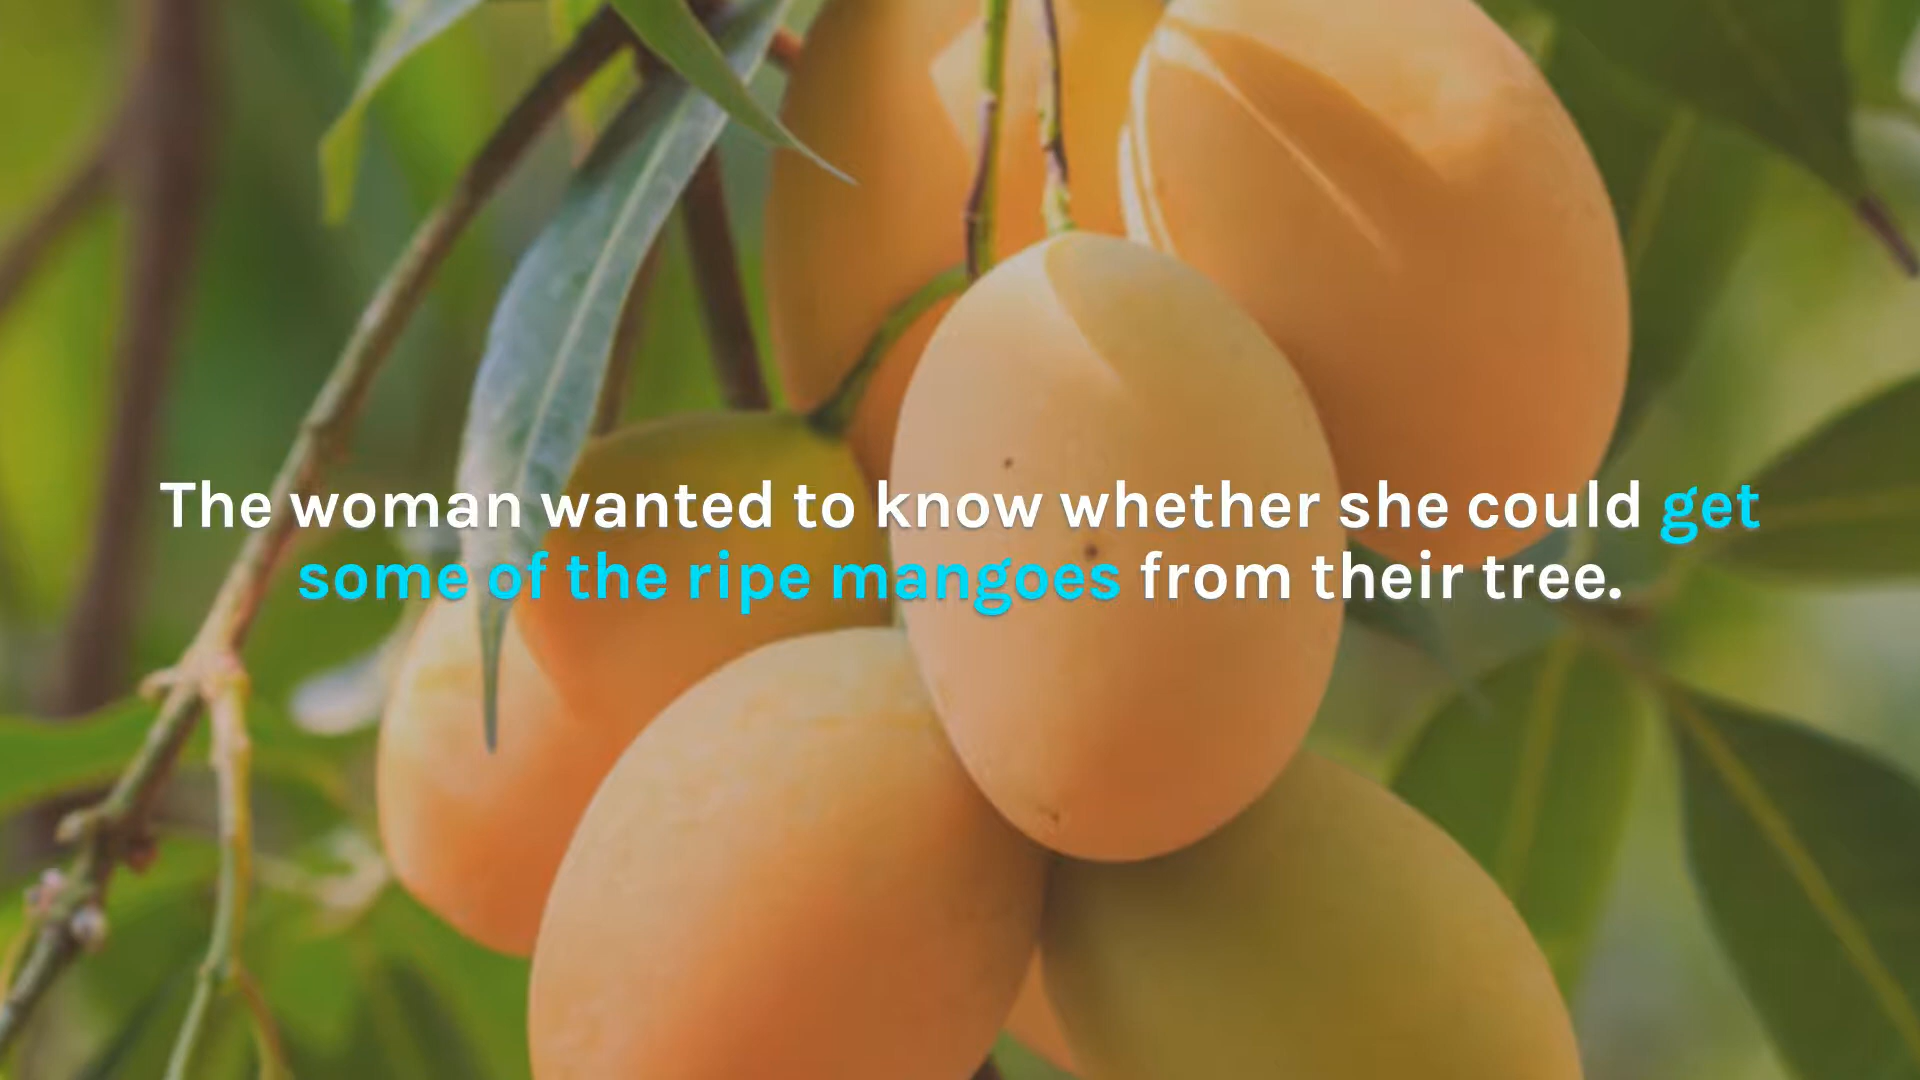 The woman wanted to know whether she could get
some of the ripe mangoes from their tree.